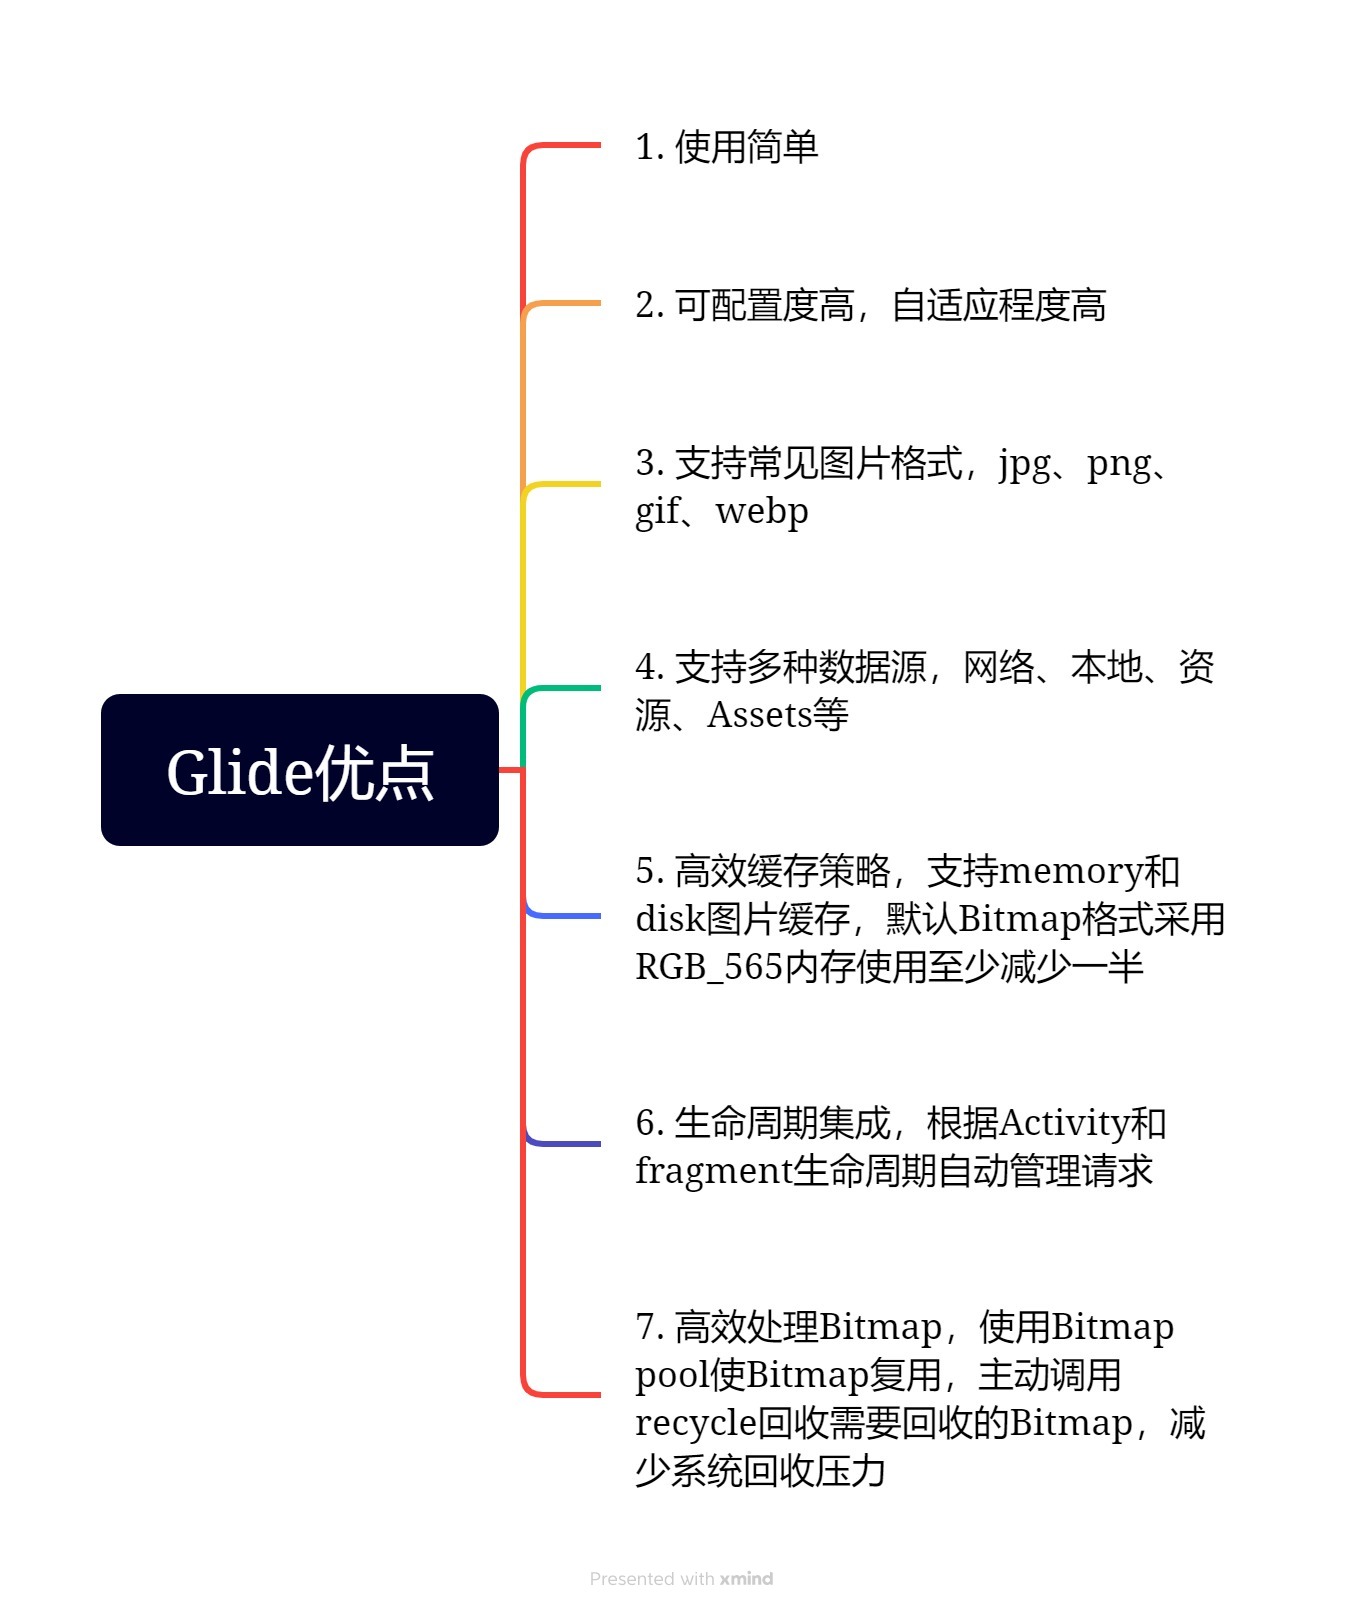 1. 使用简单
2. 可配置度高，自适应程度高
3. 支持常见图片格式，jpg、png、
gif、webp
4. 支持多种数据源，网络、本地、资
源、Assets等
Glide优点
5. 高效缓存策略，支持memory和
disk图片缓存，默认Bitmap格式采用
RGB_565内存使用至少减少一半
6. 生命周期集成，根据Activity和
fragment生命周期自动管理请求
7. 高效处理Bitmap，使用Bitmap
pool使Bitmap复用，主动调用
recycle回收需要回收的Bitmap，减
少系统回收压力
Presented with xmind